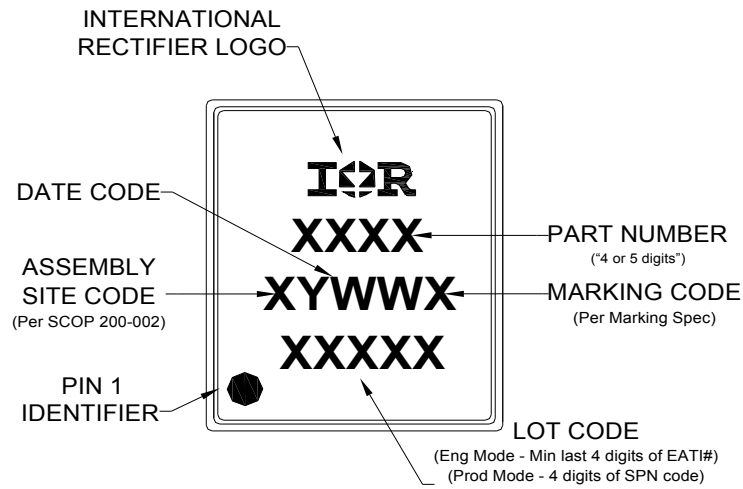 INTERNATIONAL
RECTIFIER LOGO
IOR
DATE CODE
XXXX
PART NUMBER
(“4 or 5 digits”)
ASSEMBLY
SITE CODE
(Per SCOP 200-002)
XYWWX
MARKING CODE
(Per Marking Spec)
XXXXX
PIN 1
IDENTIFIER
LOT CODE
(Eng Mode - Min last 4 digits of EATI#)
(Prod Mode - 4 digits of SPN code)